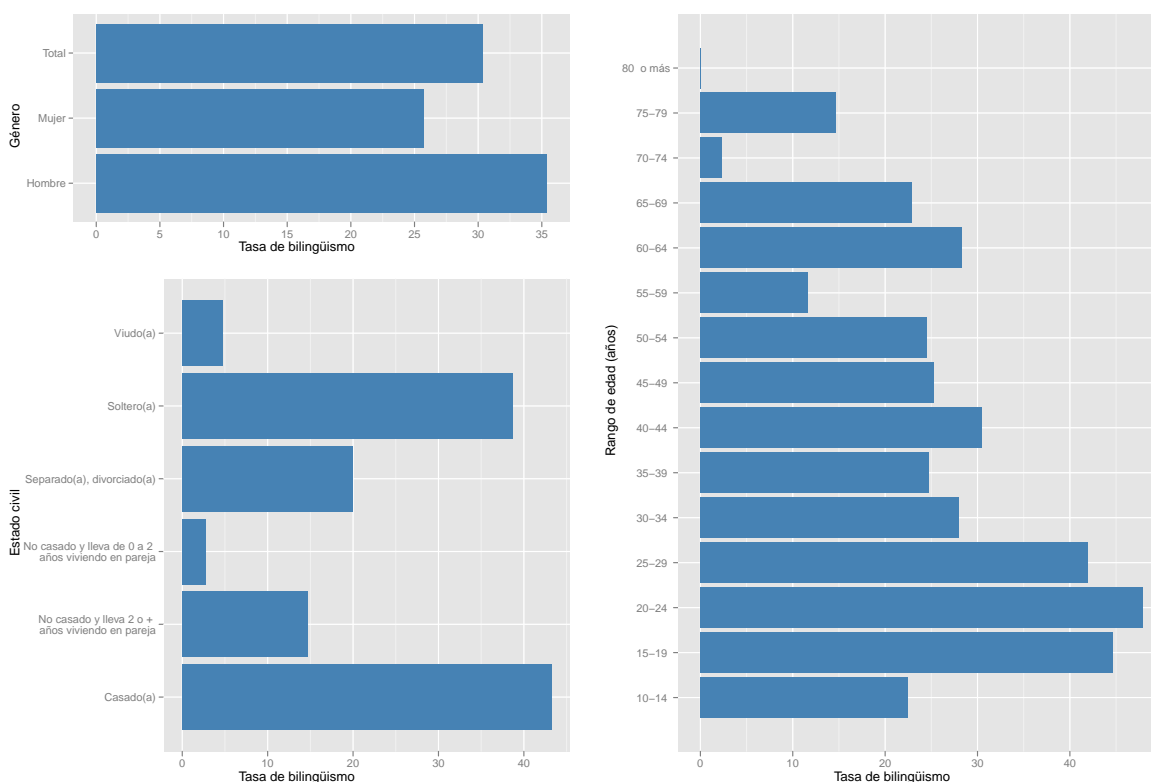 Género
Total
Mujer
Hombre
0 5 10 15 20 25 30 35
Tasa de bilingüismo
Estado civil
Viudo(a)
Soltero(a)
Separado(a), divorciado(a)
No casado y lleva de 0 a 2
años viviendo en pareja
No casado y lleva 2 o +
años viviendo en pareja
Casado(a)
0 10 20 30 40
Tasa de bilingüismo
Rango de edad (años)
80 o más
75−79
70−74
65−69
60−64
55−59
50−54
45−49
40−44
35−39
30−34
25−29
20−24
15−19
10−14
0 10 20 30 40
Tasa de bilingüismo